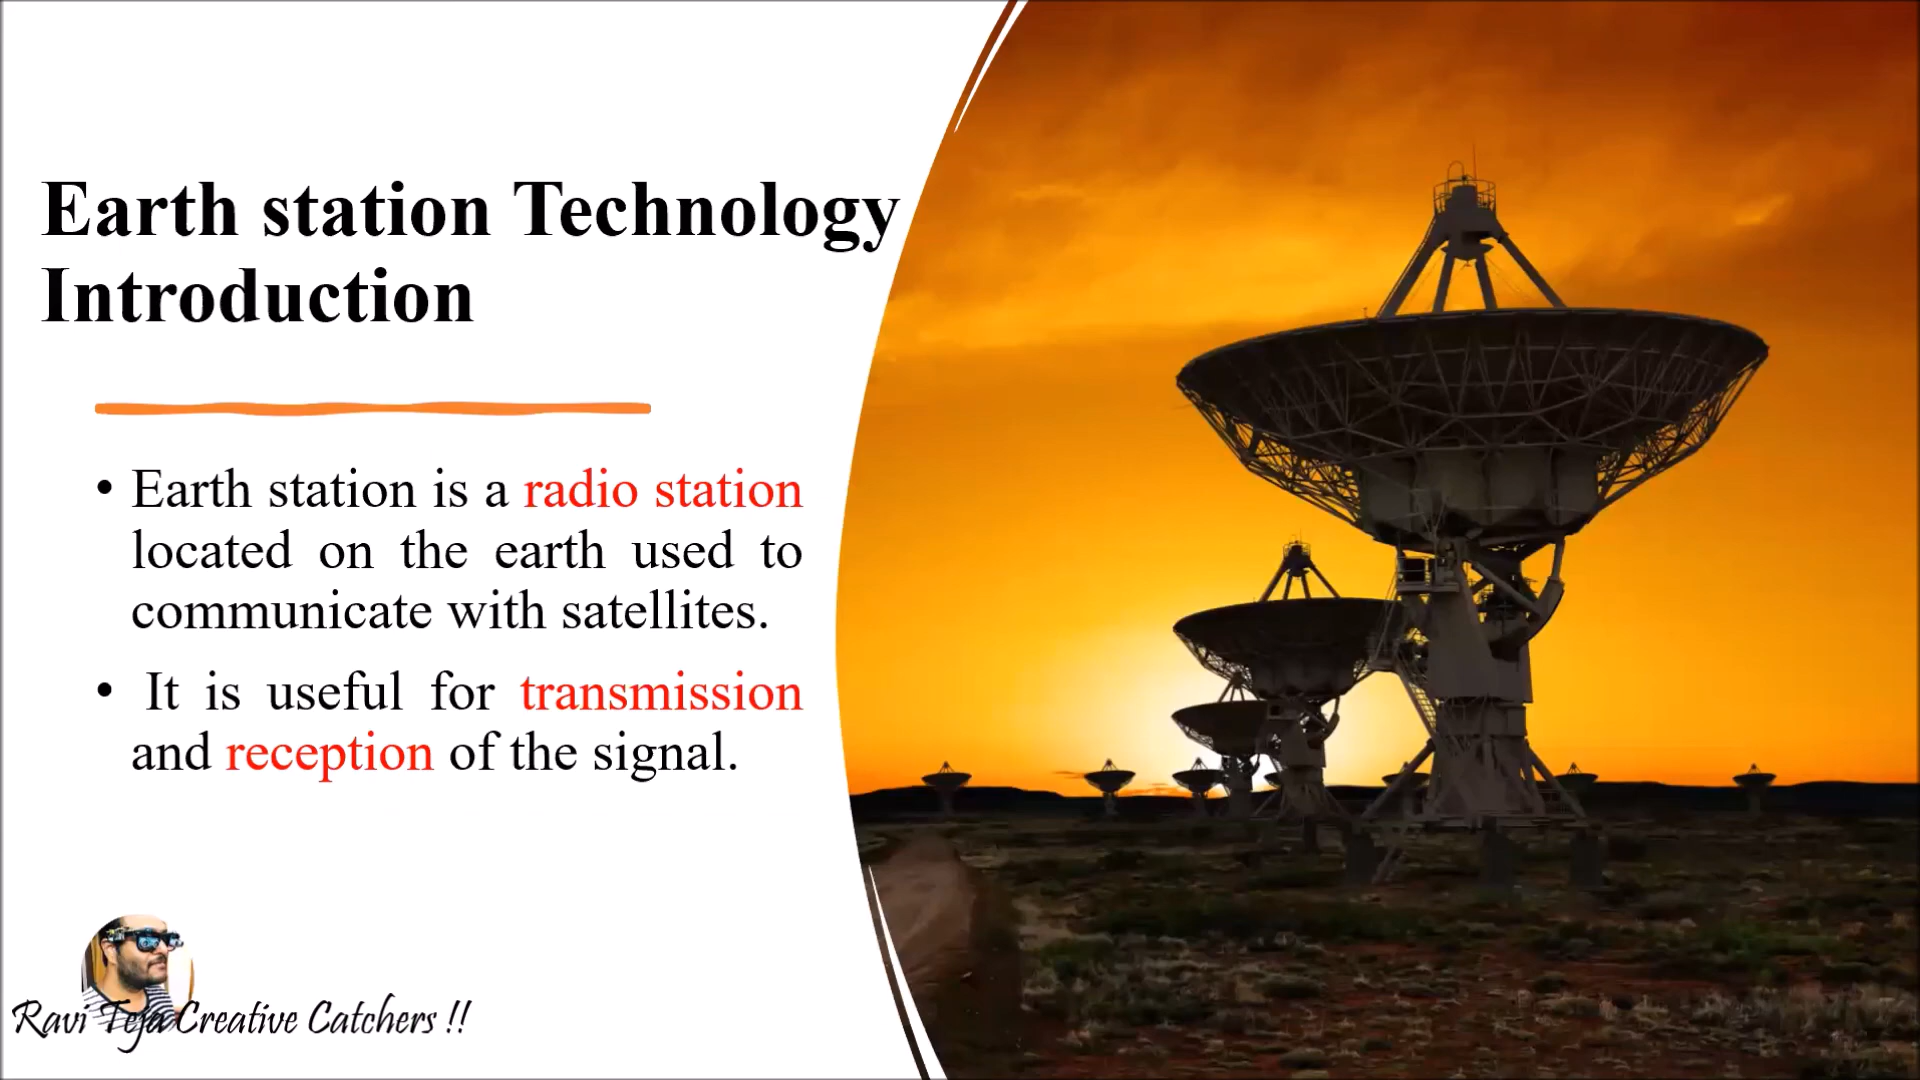 Earth station Technology
Introduction
• Earth station is a radio station
located on the earth used to
communicate with satellites.
• It is useful for transmission
and reception of the signal.
Ravi Teja Creative Catchers !!